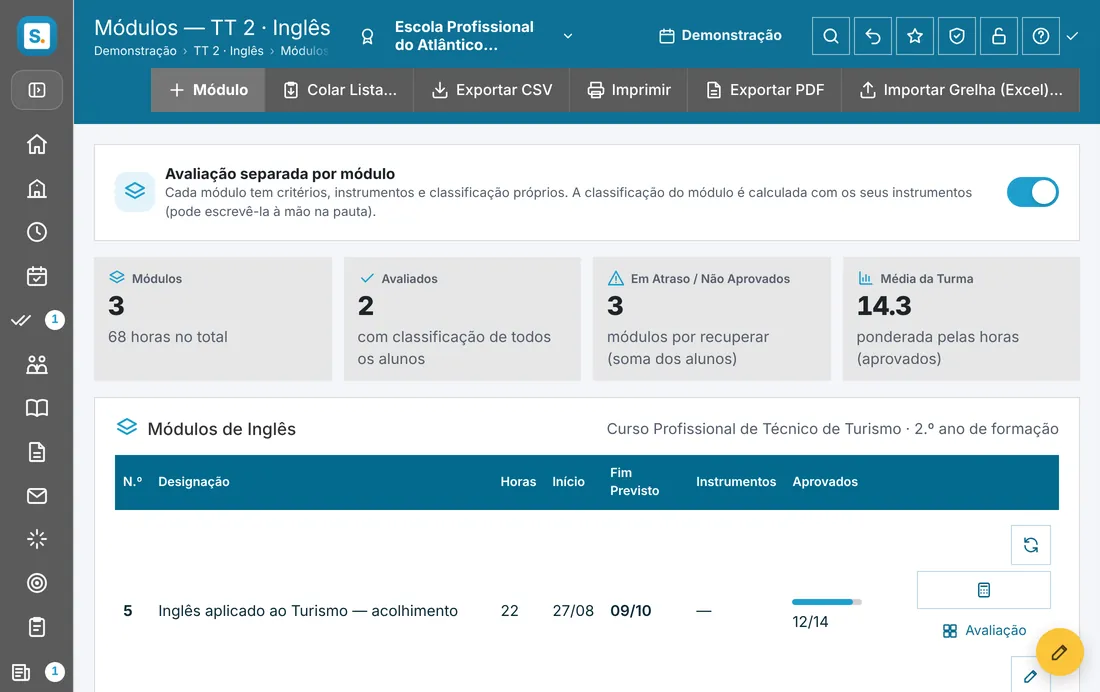 S.
Módulos — TT 2 · Inglês
Demonstração › TT 2 · Inglês › Módulos
Escola Profissional
do Atlântico...
Demonstração
Módulo
Colar Lista...
Exportar CSV
Imprimir
Exportar PDF
Importar Grelha (Excel)...
Avaliação separada por módulo
Cada módulo tem critérios, instrumentos e classificação próprios. A classificação do módulo é calculada com os seus instrumentos
(pode escrevê-la à mão na pauta).
Módulos
3
68 horas no total
Avaliados
2
com classificação de todos
os alunos
Em Atraso / Não Aprovados
3
módulos por recuperar
(soma dos alunos)
Média da Turma
14.3
ponderada pelas horas
(aprovados)
1
Módulos de Inglês
Curso Profissional de Técnico de Turismo · 2.º ano de formação
N.º Designação Horas Início Fim Previsto Instrumentos Aprovados
5 Inglês aplicado ao Turismo — acolhimento 22 27/08 09/10 — 12/14
Avaliação
1